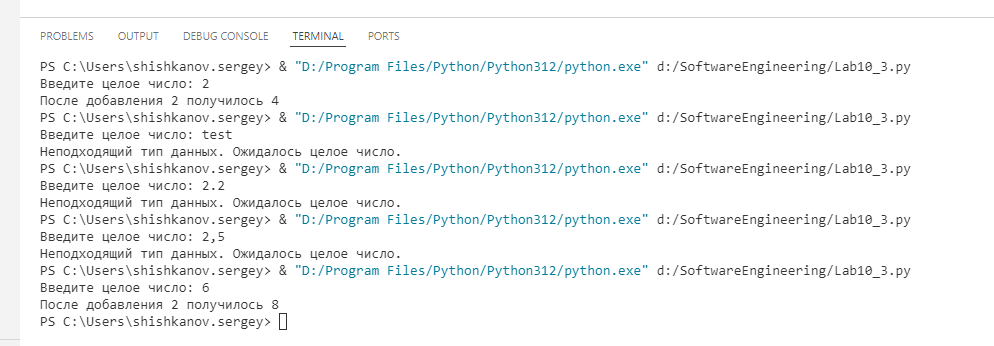 PROBLEMS OUTPUT DEBUG CONSOLE TERMINAL PORTS
PS C:\Users\shishkanov.sergey> & "D:/Program Files/Python/Python312/python.exe" d:/SoftwareEngineering/Lab10_3.py
Введите целое число: 2
После добавления 2 получилось 4
PS C:\Users\shishkanov.sergey> & "D:/Program Files/Python/Python312/python.exe" d:/SoftwareEngineering/Lab10_3.py
Введите целое число: test
Неподходящий тип данных. Ожидалось целое число.
PS C:\Users\shishkanov.sergey> & "D:/Program Files/Python/Python312/python.exe" d:/SoftwareEngineering/Lab10_3.py
Введите целое число: 2.2
Неподходящий тип данных. Ожидалось целое число.
PS C:\Users\shishkanov.sergey> & "D:/Program Files/Python/Python312/python.exe" d:/SoftwareEngineering/Lab10_3.py
Введите целое число: 2,5
Неподходящий тип данных. Ожидалось целое число.
PS C:\Users\shishkanov.sergey> & "D:/Program Files/Python/Python312/python.exe" d:/SoftwareEngineering/Lab10_3.py
Введите целое число: 6
После добавления 2 получилось 8
PS C:\Users\shishkanov.sergey>